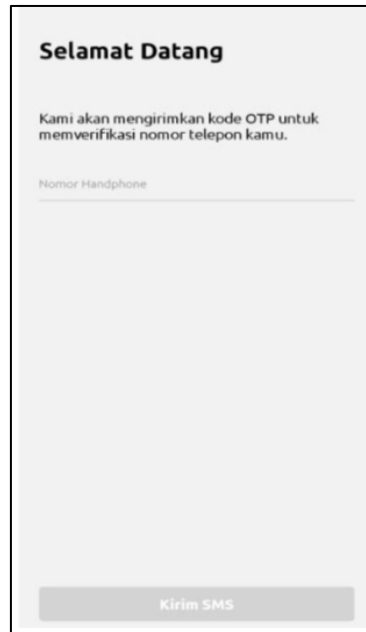 Selamat Datang
Kami akan mengirimkan kode OTP untuk
memverifikasi nomor telepon kamu.
Nomor Handphone
Kirim SMS